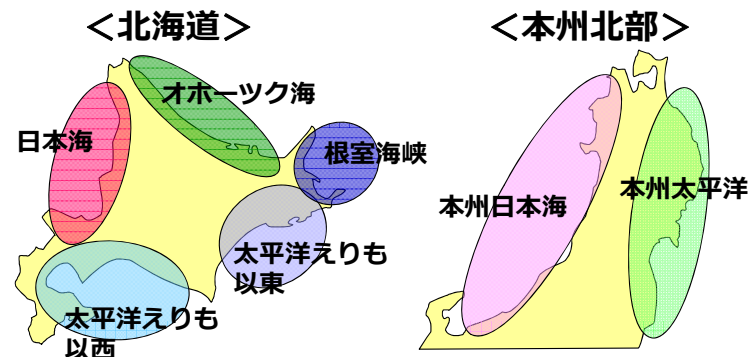 ＜北海道＞
＜本州北部＞
オホーツク海
日本海
根室海峡
本州太平洋
本州日本海
太平洋えりも
以東
太平洋えりも
以西